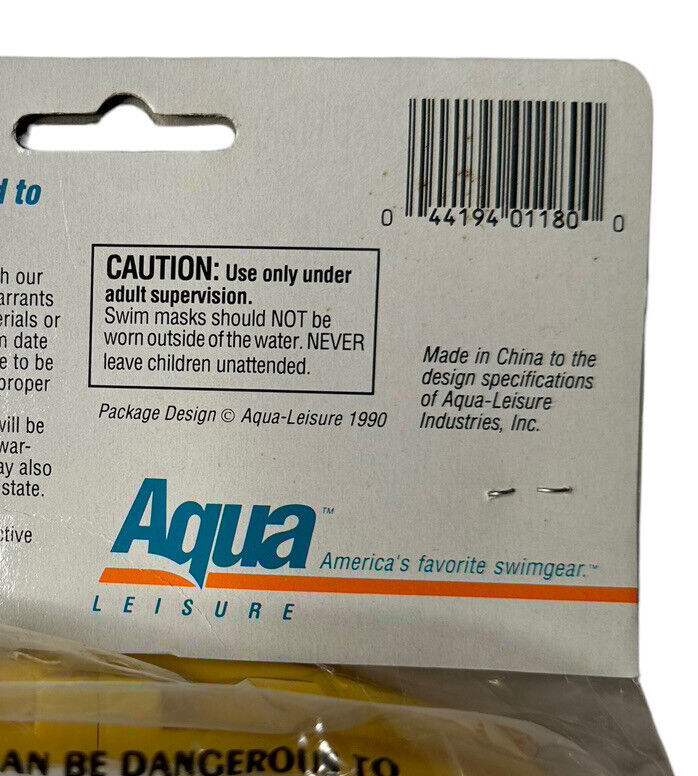 to
0 44194 01180 0
h our
arrants
erials or
n date
e to be
proper
will be
war-
ay also
state.
ctive
CAUTION: Use only under
adult supervision.
Swim masks should NOT be
worn outside of the water. NEVER
leave children unattended.
Package Design © Aqua-Leisure 1990
Made in China to the
design specifications
of Aqua-Leisure
Industries, Inc.
Aqua™
America's favorite swimgear.™
LEISURE
AN BE DANGEROUS TO